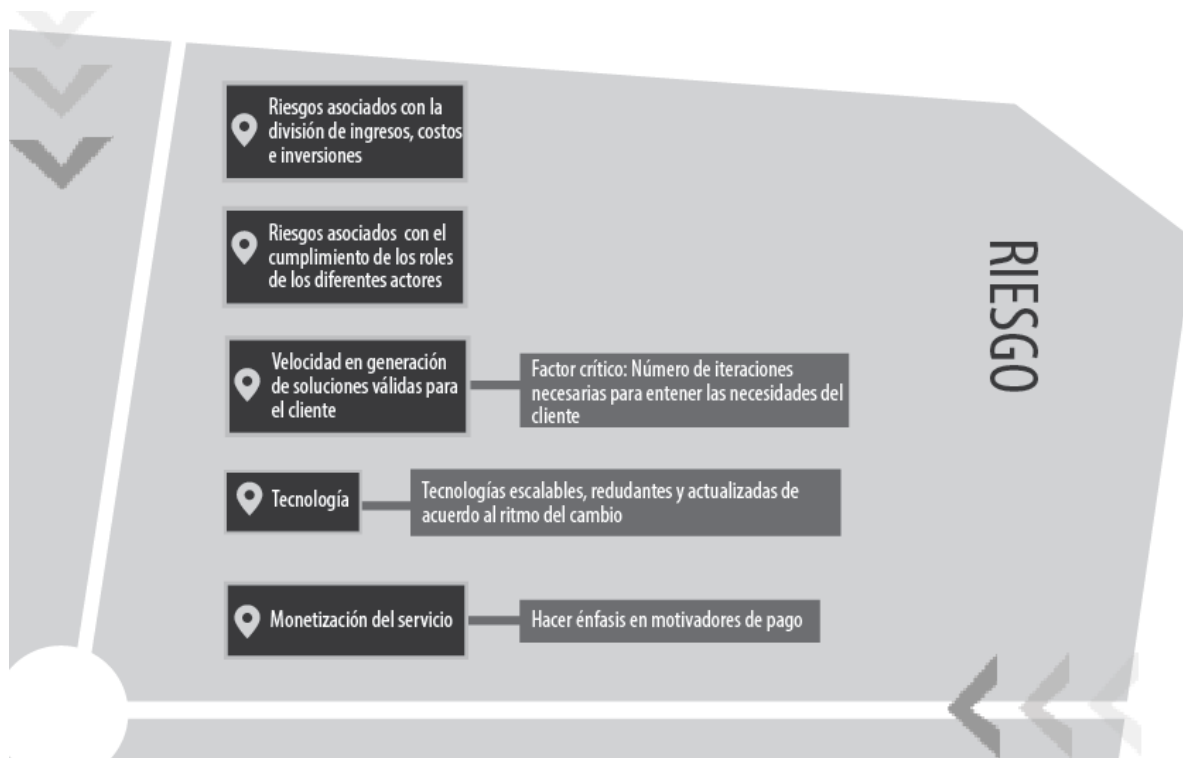 Riesgos asociados con la
división de ingresos, costos
e inversiones
Riesgos asociados con el
cumplimiento de los roles
de los diferentes actores
Velocidad en generación
de soluciones válidas para
el cliente
Factor crítico: Número de iteraciones
necesarias para entener las necesidades del
cliente
Tecnología
Tecnologías escalables, redudantes y actualizadas de
acuerdo al ritmo del cambio
Monetización del servicio
Hacer énfasis en motivadores de pago
RIESGO